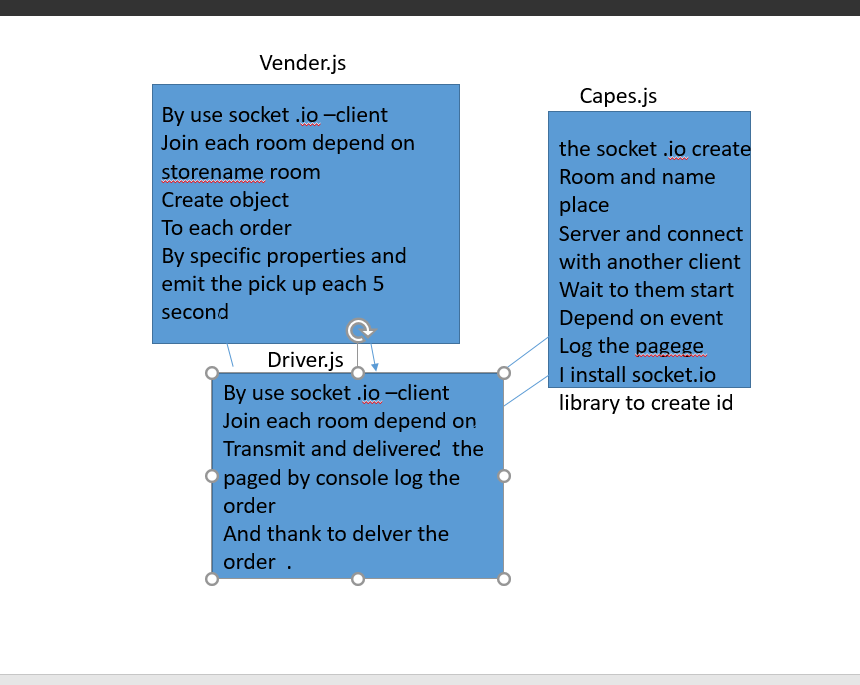 Vender.js
By use socket .io –client
Join each room depend on
storename room
Create object
To each order
By specific properties and
emit the pick up each 5
second
Capes.js
the socket .io create
Room and name
place
Server and connect
with another client
Wait to them start
Depend on event
Log the pagege
I install socket.io
library to create id
Driver.js
By use socket .io –client
Join each room depend on
Transmit and delivered  the
paged by console log the
order
And thank to delver the
order  .